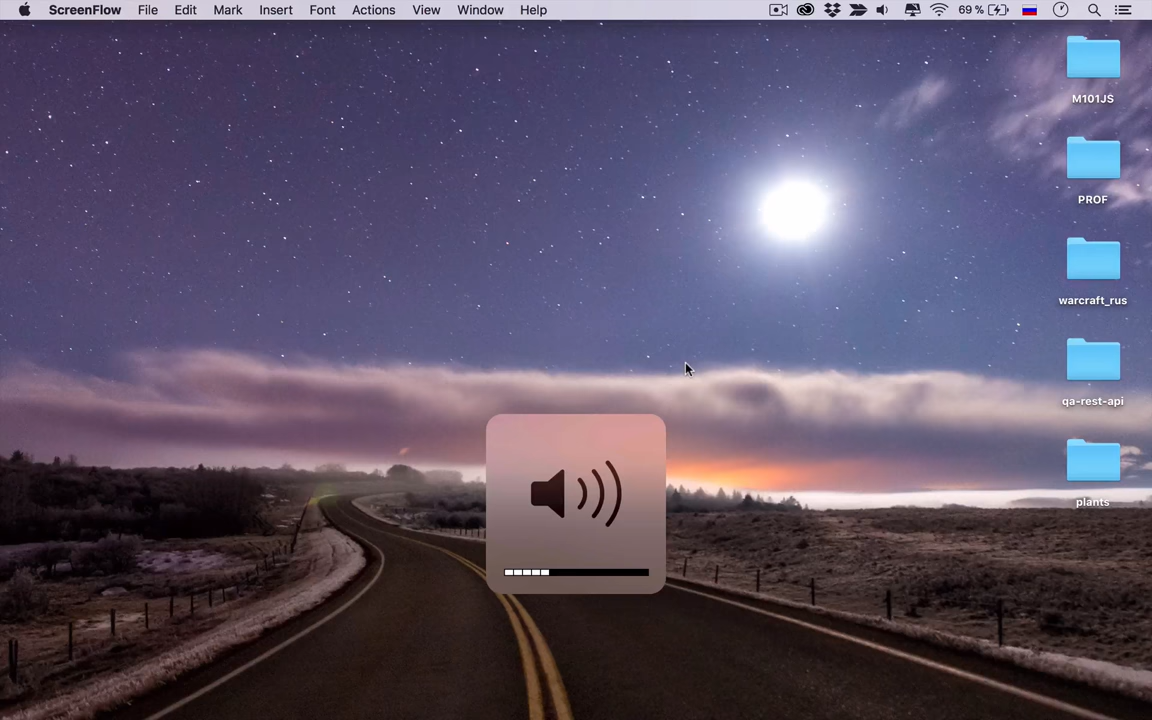 ScreenFlow File Edit Mark Insert Font Actions View Window Help 69 %
M101JS
PROF
warcraft_rus
qa-rest-api
plants